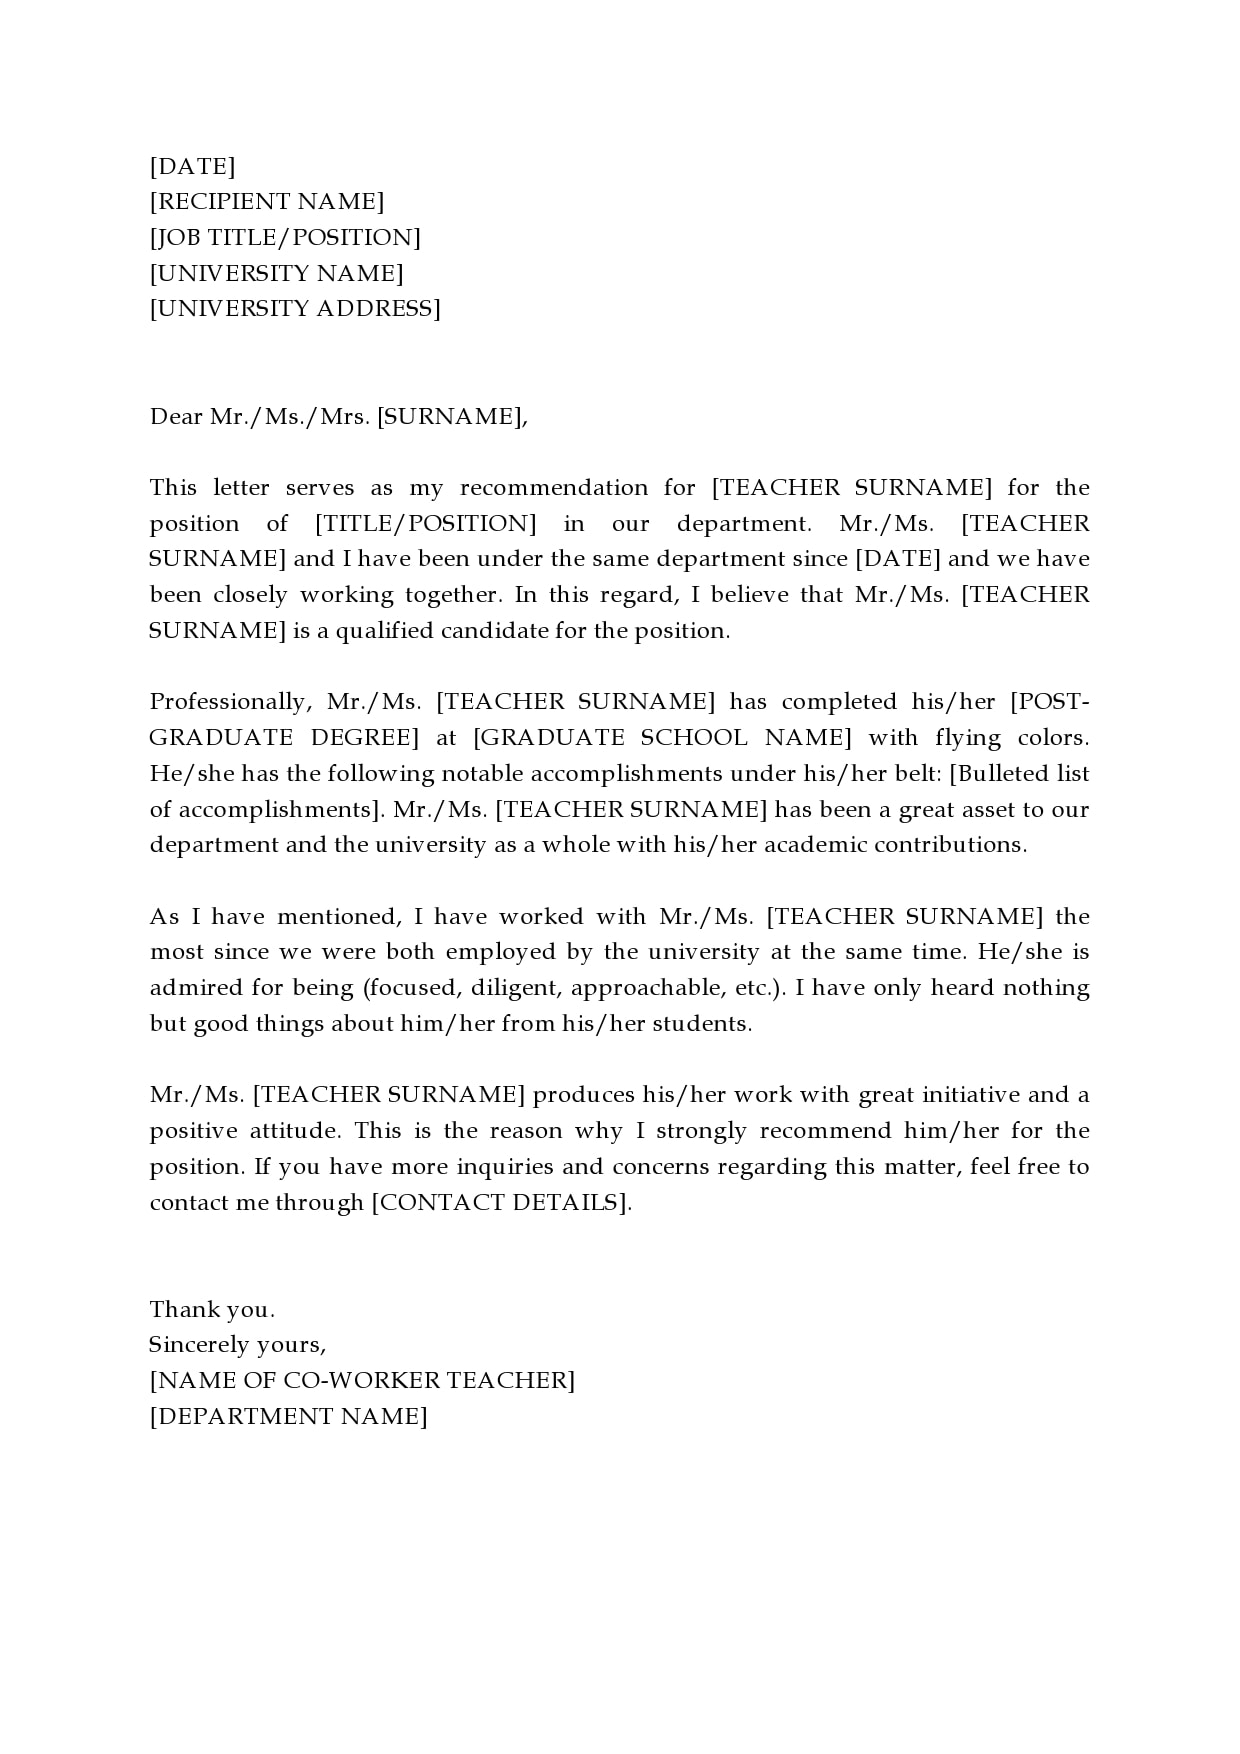 [DATE]
[RECIPIENT NAME]
[JOB TITLE/POSITION]
[UNIVERSITY NAME]
[UNIVERSITY ADDRESS]
Dear Mr./Ms./Mrs. [SURNAME],
This letter serves as my recommendation for [TEACHER SURNAME] for the
position of [TITLE/POSITION] in our department. Mr./Ms. [TEACHER
SURNAME] and I have been under the same department since [DATE] and we have
been closely working together. In this regard, I believe that Mr./Ms. [TEACHER
SURNAME] is a qualified candidate for the position.
Professionally, Mr./Ms. [TEACHER SURNAME] has completed his/her [POST-
GRADUATE DEGREE] at [GRADUATE SCHOOL NAME] with flying colors.
He/she has the following notable accomplishments under his/her belt: [Bulleted list
of accomplishments]. Mr./Ms. [TEACHER SURNAME] has been a great asset to our
department and the university as a whole with his/her academic contributions.
As I have mentioned, I have worked with Mr./Ms. [TEACHER SURNAME] the
most since we were both employed by the university at the same time. He/she is
admired for being (focused, diligent, approachable, etc.). I have only heard nothing
but good things about him/her from his/her students.
Mr./Ms. [TEACHER SURNAME] produces his/her work with great initiative and a
positive attitude. This is the reason why I strongly recommend him/her for the
position. If you have more inquiries and concerns regarding this matter, feel free to
contact me through [CONTACT DETAILS].
Thank you.
Sincerely yours,
[NAME OF CO-WORKER TEACHER]
[DEPARTMENT NAME]